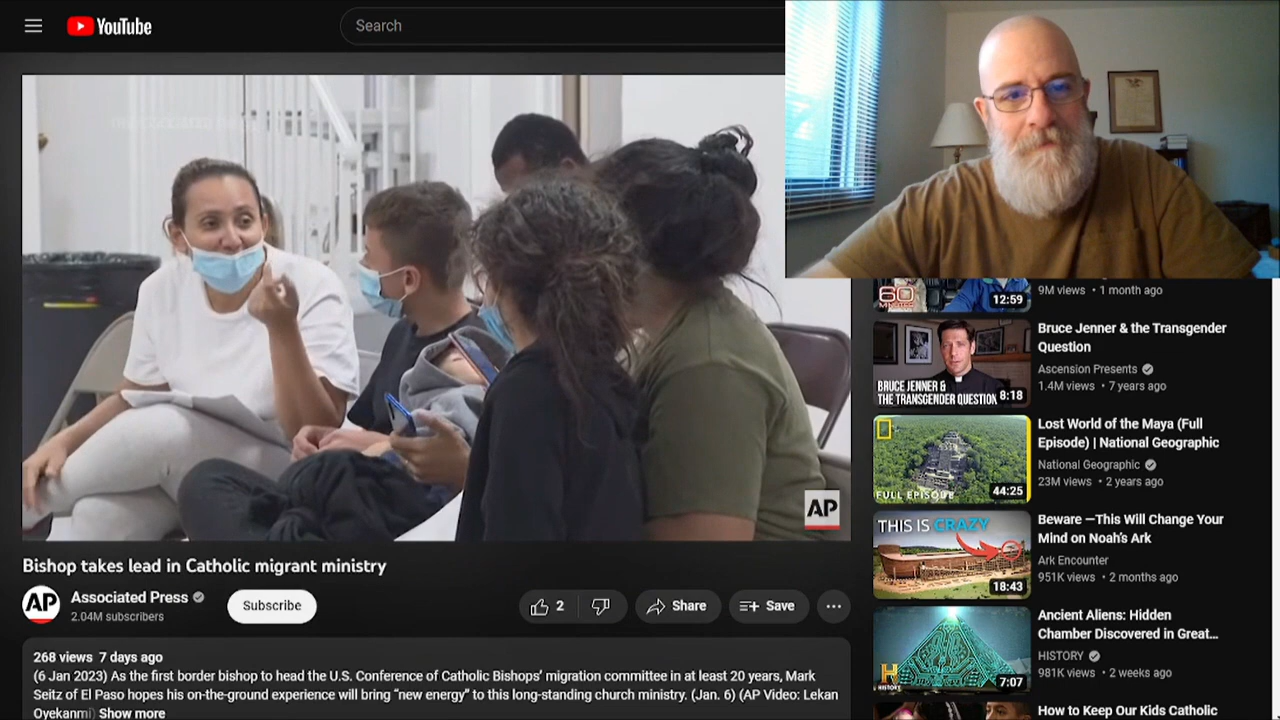 YouTube
Search
AP
Bishop takes lead in Catholic migrant ministry
AP
Associated Press
2.04M subscribers
Subscribe
2
Share
Save
268 views 7 days ago
(6 Jan 2023) As the first border bishop to head the U.S. Conference of Catholic Bishops' migration committee in at least 20 years, Mark
Seitz of El Paso hopes his on-the-ground experience will bring "new energy" to this long-standing church ministry. (Jan. 6) (AP Video: Lekan
Oyekanmi) Show more
60
MINUTES
12:59
9M views • 1 month ago
BRUCE JENNER &
THE TRANSGENDER QUESTION
8:18
Bruce Jenner & the Transgender
Question
Ascension Presents
1.4M views • 7 years ago
FULL EPISODE
44:25
Lost World of the Maya (Full
Episode) | National Geographic
National Geographic
23M views • 2 years ago
THIS IS CRAZY
18:43
Beware —This Will Change Your
Mind on Noah's Ark
Ark Encounter
951K views • 2 months ago
H
HISTORY
7:07
Ancient Aliens: Hidden
Chamber Discovered in Great...
HISTORY
981K views • 2 weeks ago
How to Keep Our Kids Catholic